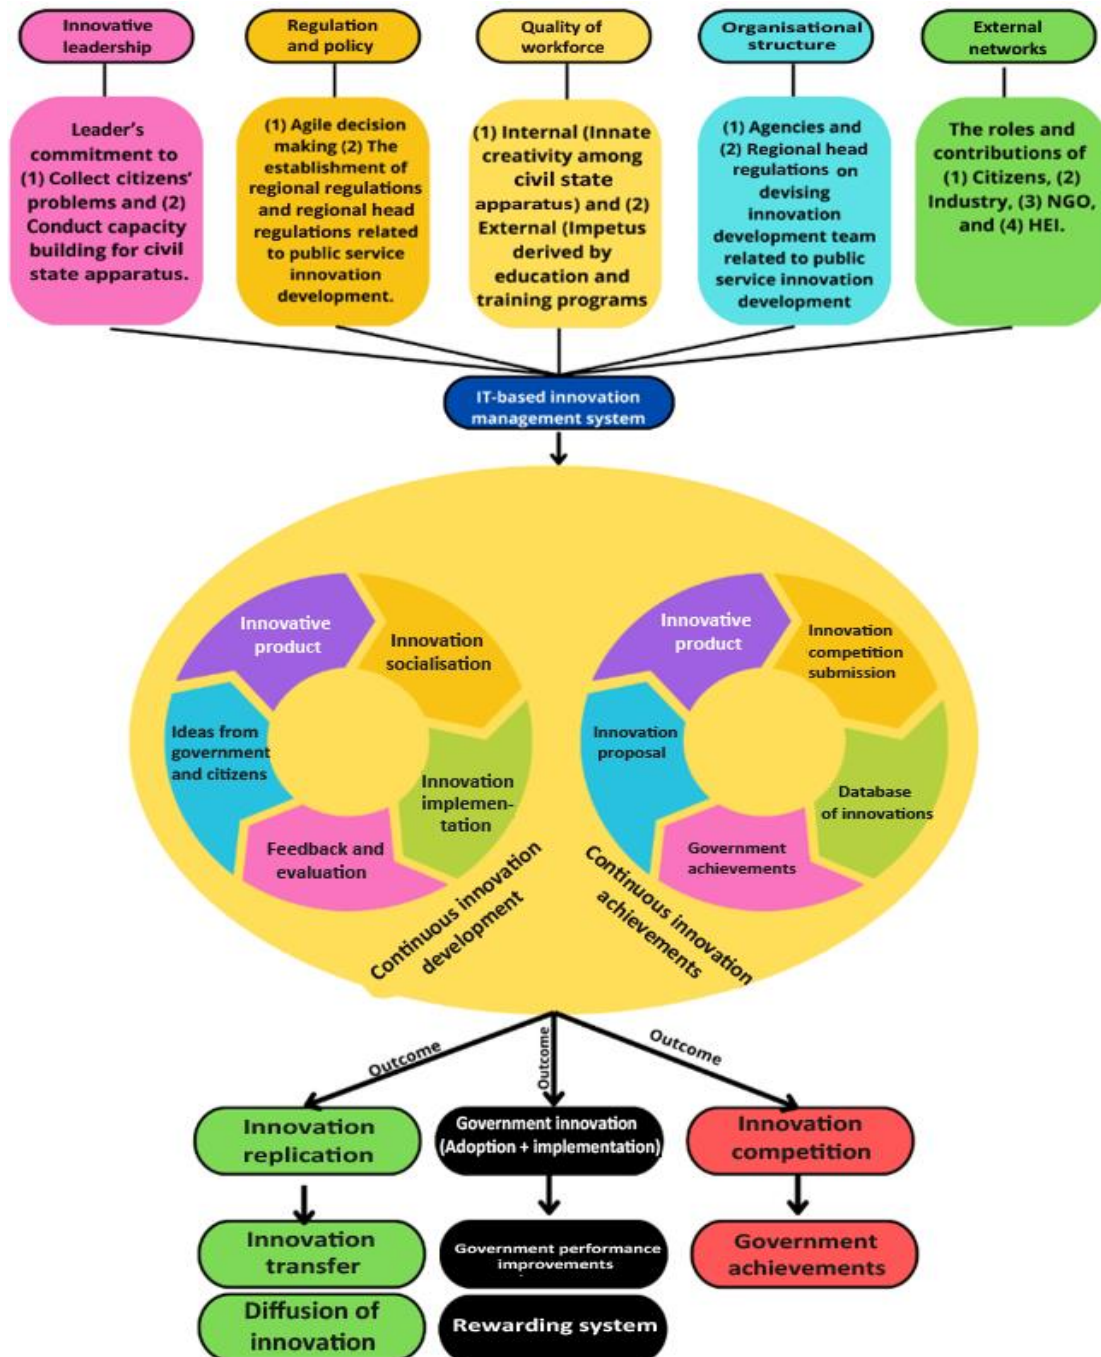 Innovative
leadership
Regulation
and policy
Quality of
workforce
Organisational
structure
External
networks
Leader's
commitment to
(1) Collect citizens'
problems and (2)
Conduct capacity
building for civil
state apparatus.
(1) Agile decision
making (2) The
establishment of
regional regulations
and regional head
regulations related
to public service
innovation
development.
(1) Internal (Innate
creativity among
civil state
apparatus) and (2)
External (Impetus
derived by
education and
training programs
(1) Agencies and
(2) Regional head
regulations on
devising
innovation
development team
related to public
service innovation
development
The roles and
contributions of
(1) Citizens, (2)
Industry, (3) NGO,
and (4) HEI.
IT-based innovation
management system
Innovative
product
Innovation
socialisation
Ideas from
government
and citizens
Innovation
implemen-
tation
Feedback and
evaluation
Continuous innovation
development
Innovative
product
Innovation
competition
submission
Innovation
proposal
Database
of innovations
Government
achievements
Continuous innovation
achievements
Outcome
Outcome
Outcome
Innovation
replication
Government innovation
(Adoption + implementation)
Innovation
competition
Innovation
transfer
Government performance
improvements
Government
achievements
Diffusion of
innovation
Rewarding system